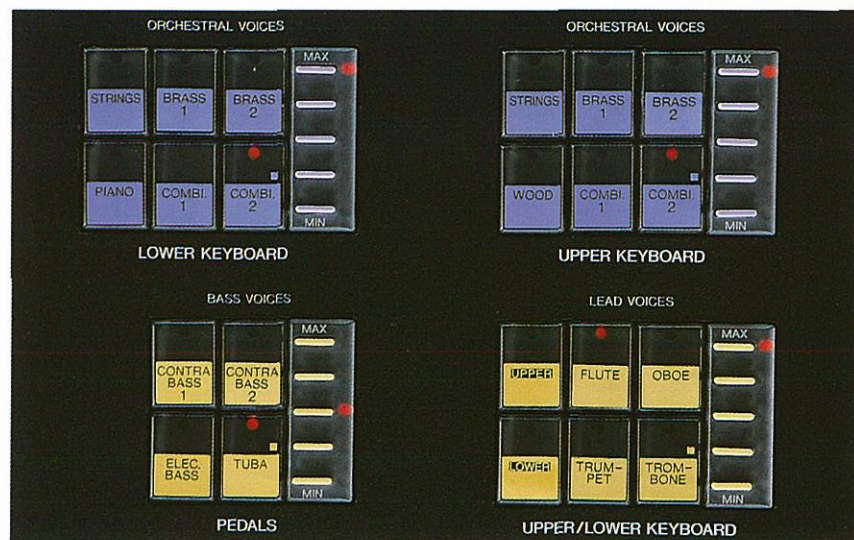 ORCHESTRAL VOICES
STRINGS
BRASS
1
BRASS
2
MAX
PIANO
COMBI.
1
COMBI.
2
MIN
LOWER KEYBOARD
ORCHESTRAL VOICES
STRINGS
BRASS
1
BRASS
2
MAX
WOOD
COMBI.
1
COMBI.
2
MIN
UPPER KEYBOARD
BASS VOICES
CONTRA
BASS
1
CONTRA
BASS
2
MAX
ELEC.
BASS
TUBA
MIN
PEDALS
LEAD VOICES
UPPER
FLUTE
OBOE
MAX
LOWER
TRUM-
PET
TROM-
BONE
MIN
UPPER/LOWER KEYBOARD